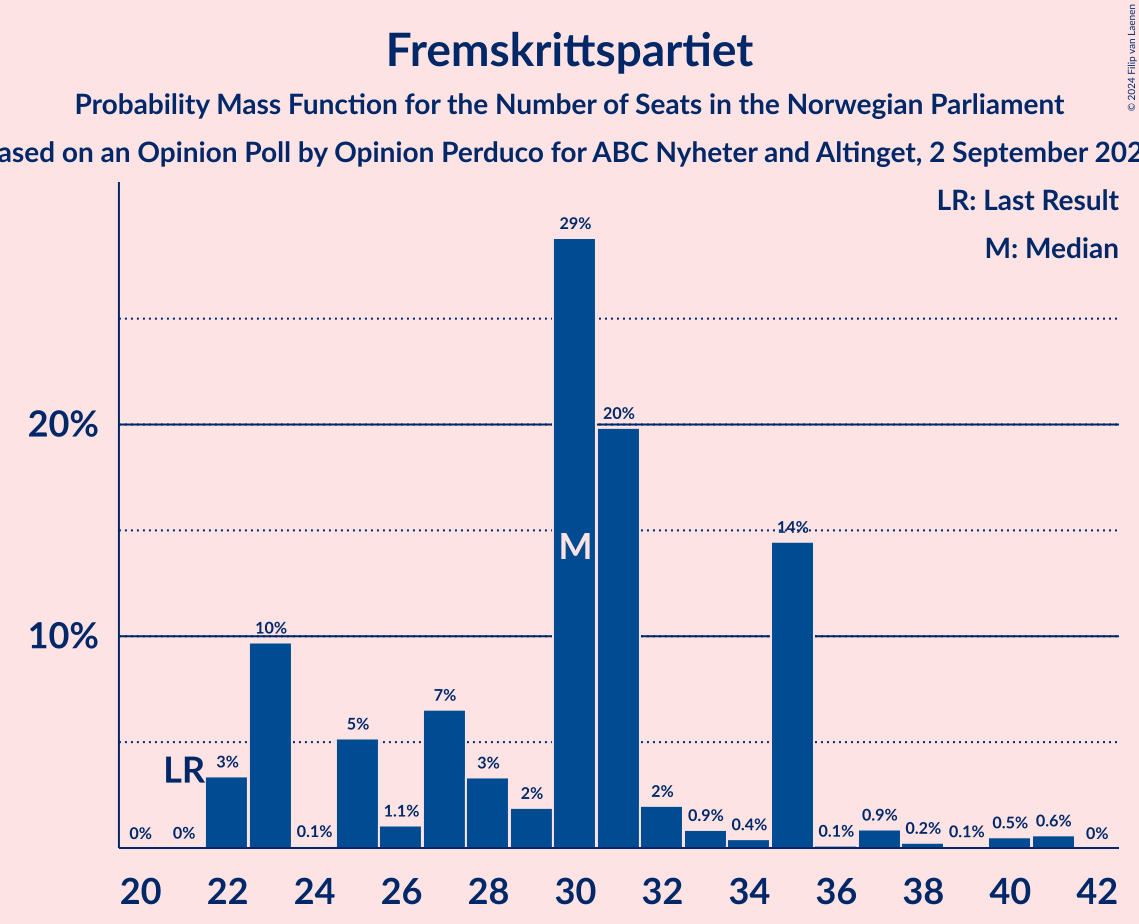 Fremskrittspartiet
Probability Mass Function for the Number of Seats in the Norwegian Parliament
ased on an Opinion Poll by Opinion Perduco for ABC Nyheter and Altinget, 2 September 202
© 2024 Filip van Laenen
LR: Last Result
M: Median
20%
10%
0%
0%
3%
10%
0.1%
5%
1.1%
7%
3%
2%
29%
20%
2%
0.9%
0.4%
14%
0.1%
0.9%
0.2%
0.1%
0.5%
0.6%
0%
LR
M
20 22 24 26 28 30 32 34 36 38 40 42